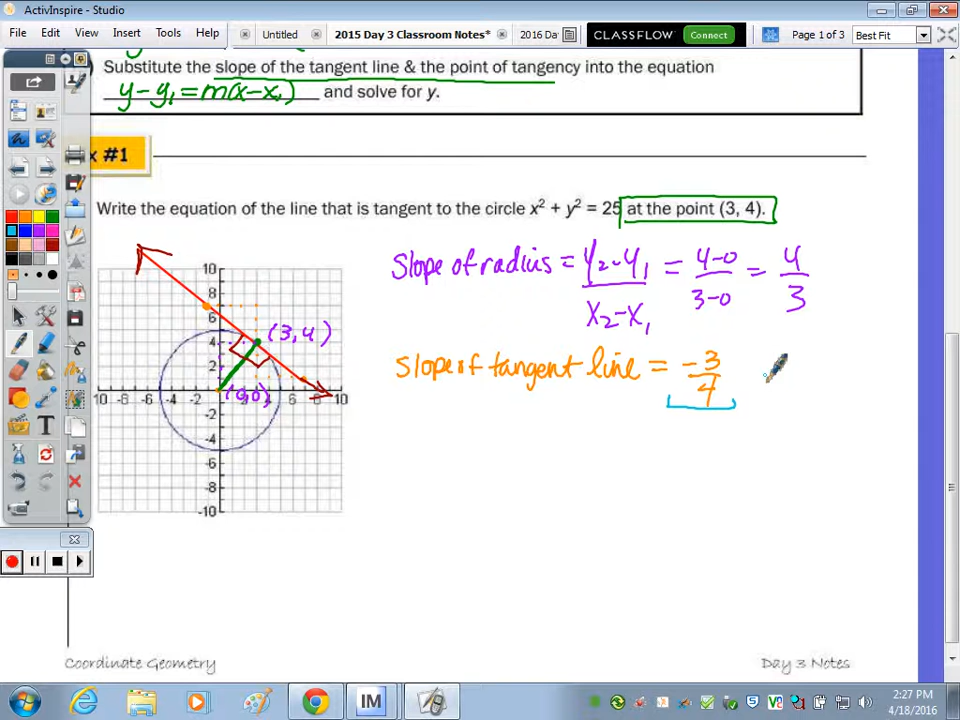 ActivInspire - Studio
File Edit View Insert Tools Help Untitled 2015 Day 3 Classroom Notes* 2016 Da CLASSFLOW Connect Page 1 of 3 Best Fit
Substitute the slope of the tangent line & the point of tangency into the equation
y-y₁=m(x-x₁) and solve for y.
x #1
Write the equation of the line that is tangent to the circle x² + y² = 25 at the point (3, 4).
Slope of radius = y₂-y₁ / x₂-x₁ = 4-0 / 3-0 = 4/3
slope of tangent line = -3/4
10
8
6
4 (3,4)
2
-10 -8 -6 -4 (0,0) 6 8 10
-2
-4
-6
-8
-10
Coordinate Geometry Day 3 Notes
IM
2:27 PM
4/18/2016